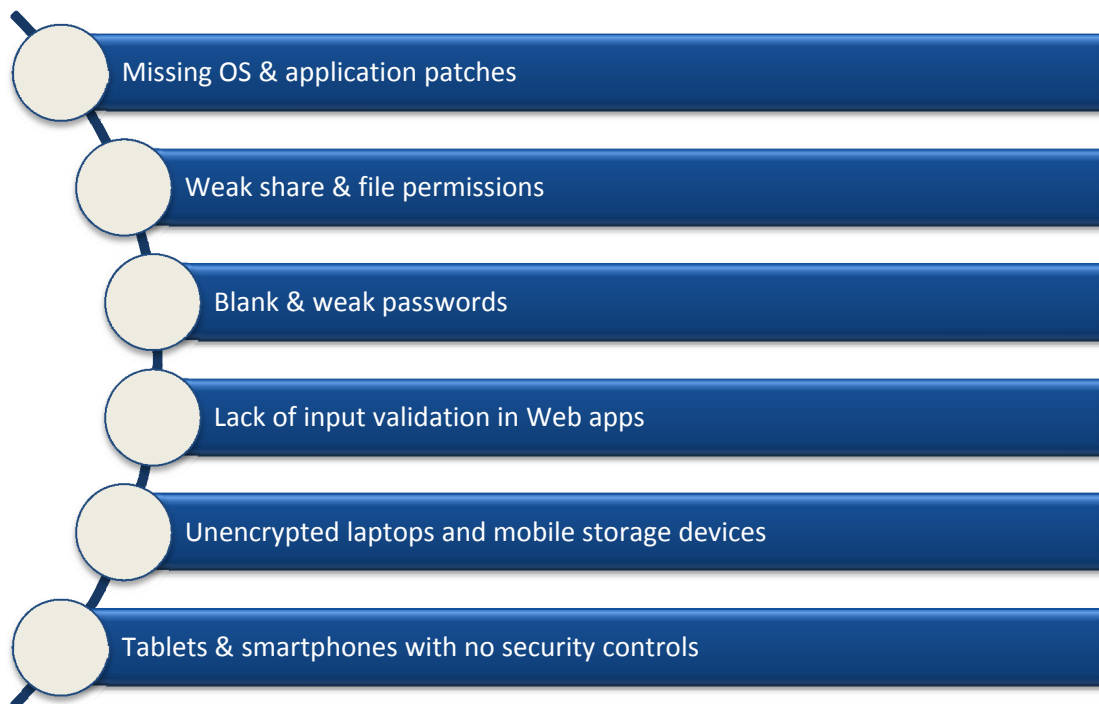 Missing OS & application patches
Weak share & file permissions
Blank & weak passwords
Lack of input validation in Web apps
Unencrypted laptops and mobile storage devices
Tablets & smartphones with no security controls